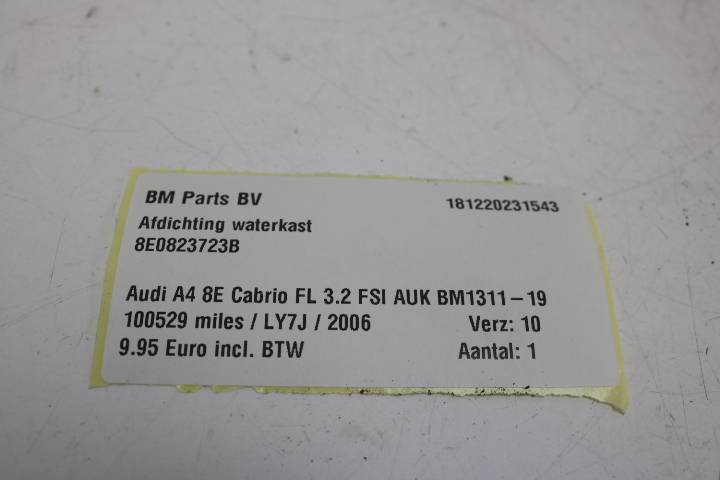 BM Parts BV 181220231543
Afdichting waterkast
8E0823723B
Audi A4 8E Cabrio FL 3.2 FSI AUK BM1311-19
100529 miles / LY7J / 2006 Verz: 10
9.95 Euro incl. BTW Aantal: 1